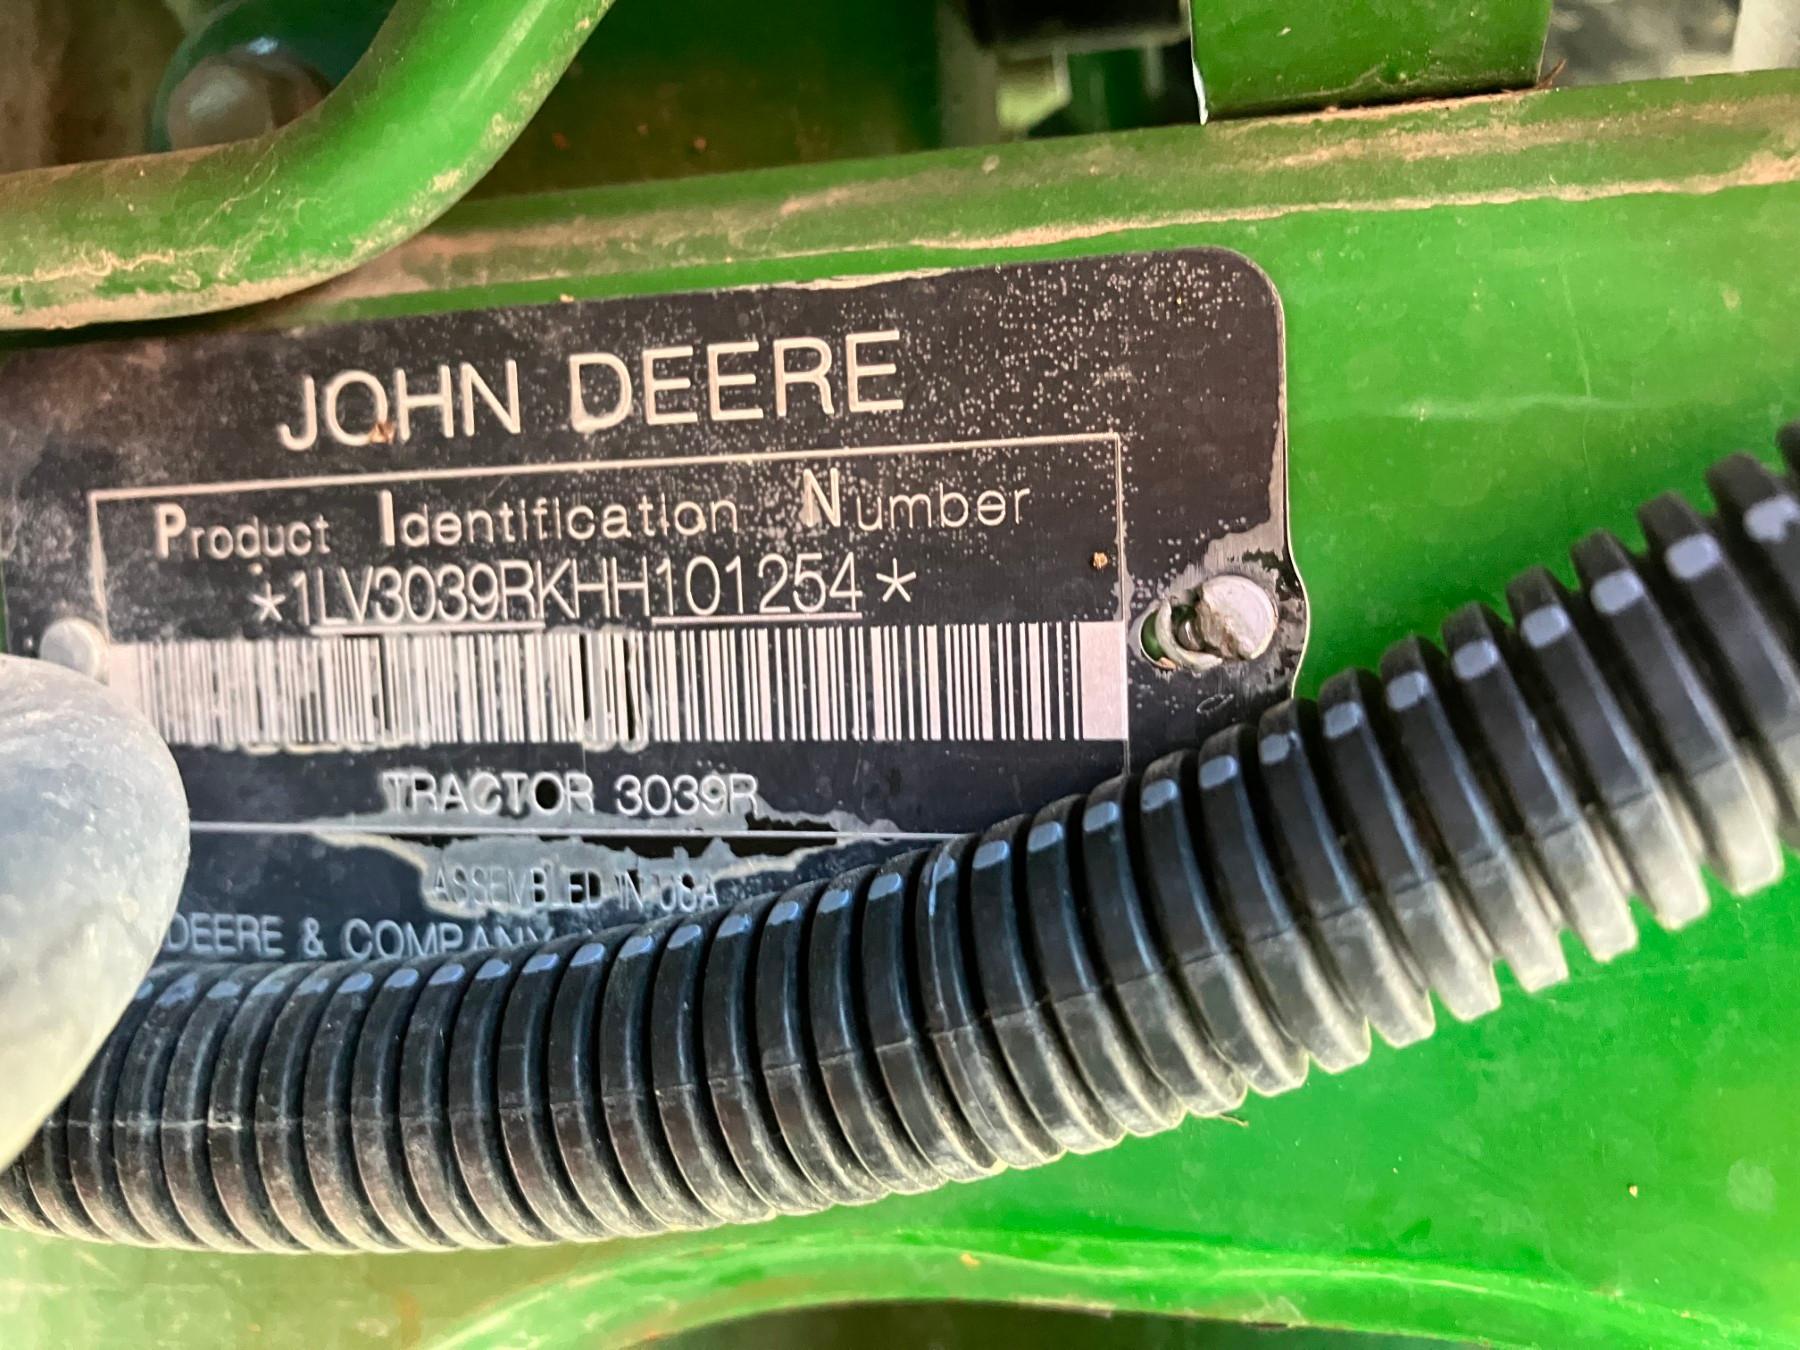 JOHN DEERE
Product Identification Number
*1LV3039RKHH101254*
TRACTOR 3039R
ASSEMBLED IN USA
DEERE & COMPANY